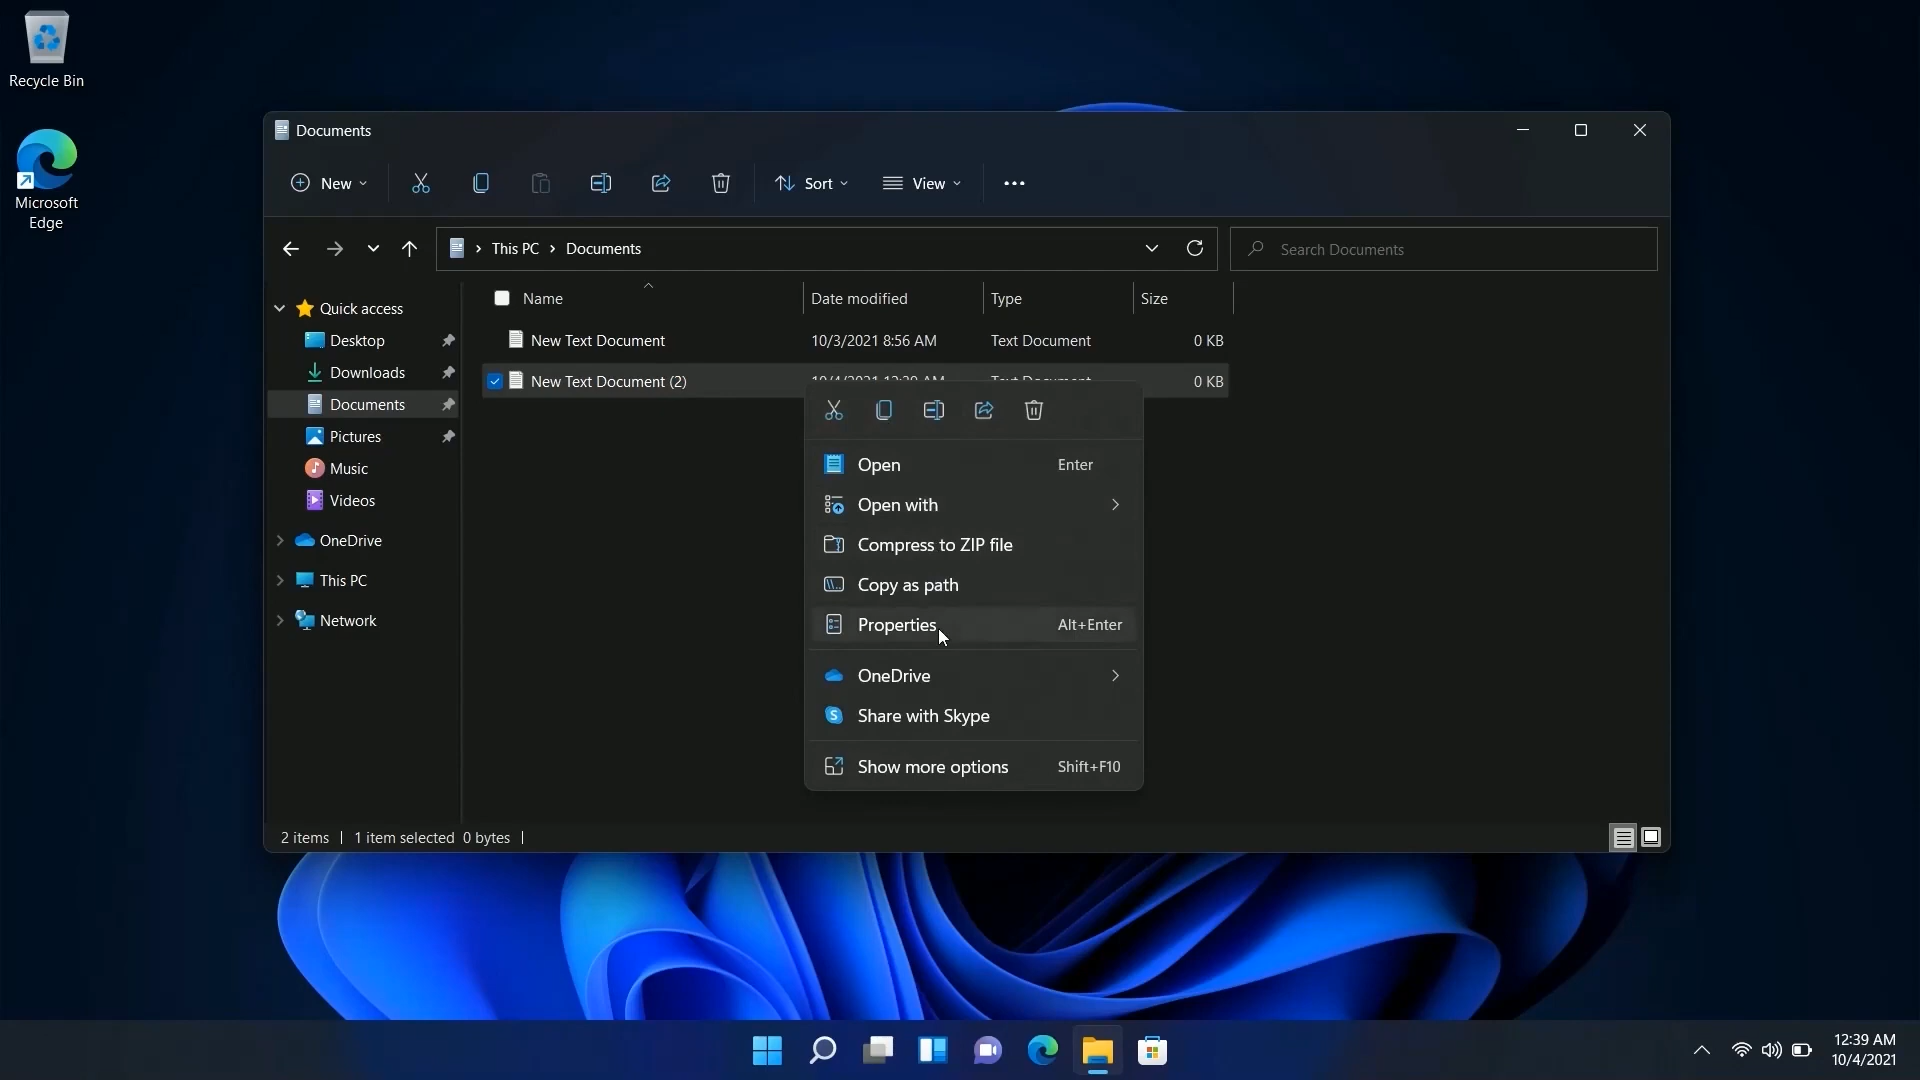 Recycle Bin
Microsoft
Edge
Documents
New
Sort
View
This PC
Documents
Search Documents
Quick access
Desktop
Downloads
Documents
Pictures
Music
Videos
OneDrive
This PC
Network
Name
Date modified
Type
Size
New Text Document
10/3/2021 8:56 AM
Text Document
0 KB
New Text Document (2)
10/4/2021 12:39 AM
Text Document
0 KB
Open
Enter
Open with
Compress to ZIP file
Copy as path
Properties
Alt+Enter
OneDrive
Share with Skype
Show more options
Shift+F10
2 items
1 item selected 0 bytes
12:39 AM
10/4/2021